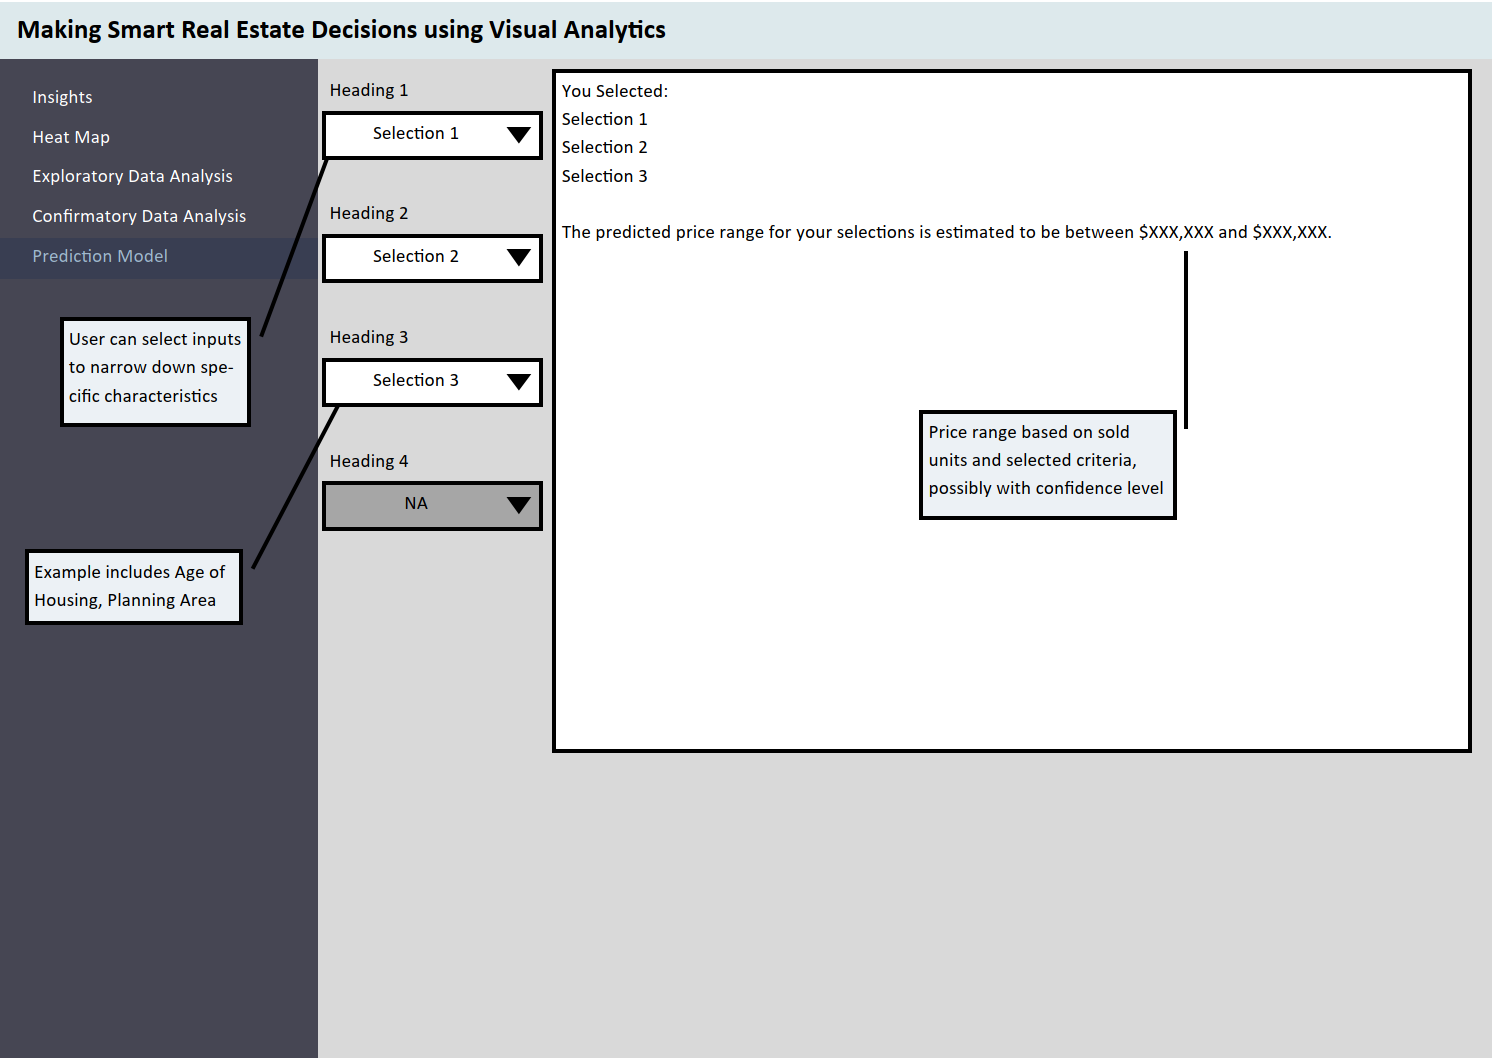 Making Smart Real Estate Decisions using Visual Analytics
Insights
Heat Map
Exploratory Data Analysis
Confirmatory Data Analysis
Prediction Model
User can select inputs
to narrow down spe-
cific characteristics
Example includes Age of
Housing, Planning Area
Heading 1
Selection 1
Heading 2
Selection 2
Heading 3
Selection 3
Heading 4
NA
You Selected:
Selection 1
Selection 2
Selection 3
The predicted price range for your selections is estimated to be between $XXX,XXX and $XXX,XXX.
Price range based on sold
units and selected criteria,
possibly with confidence level